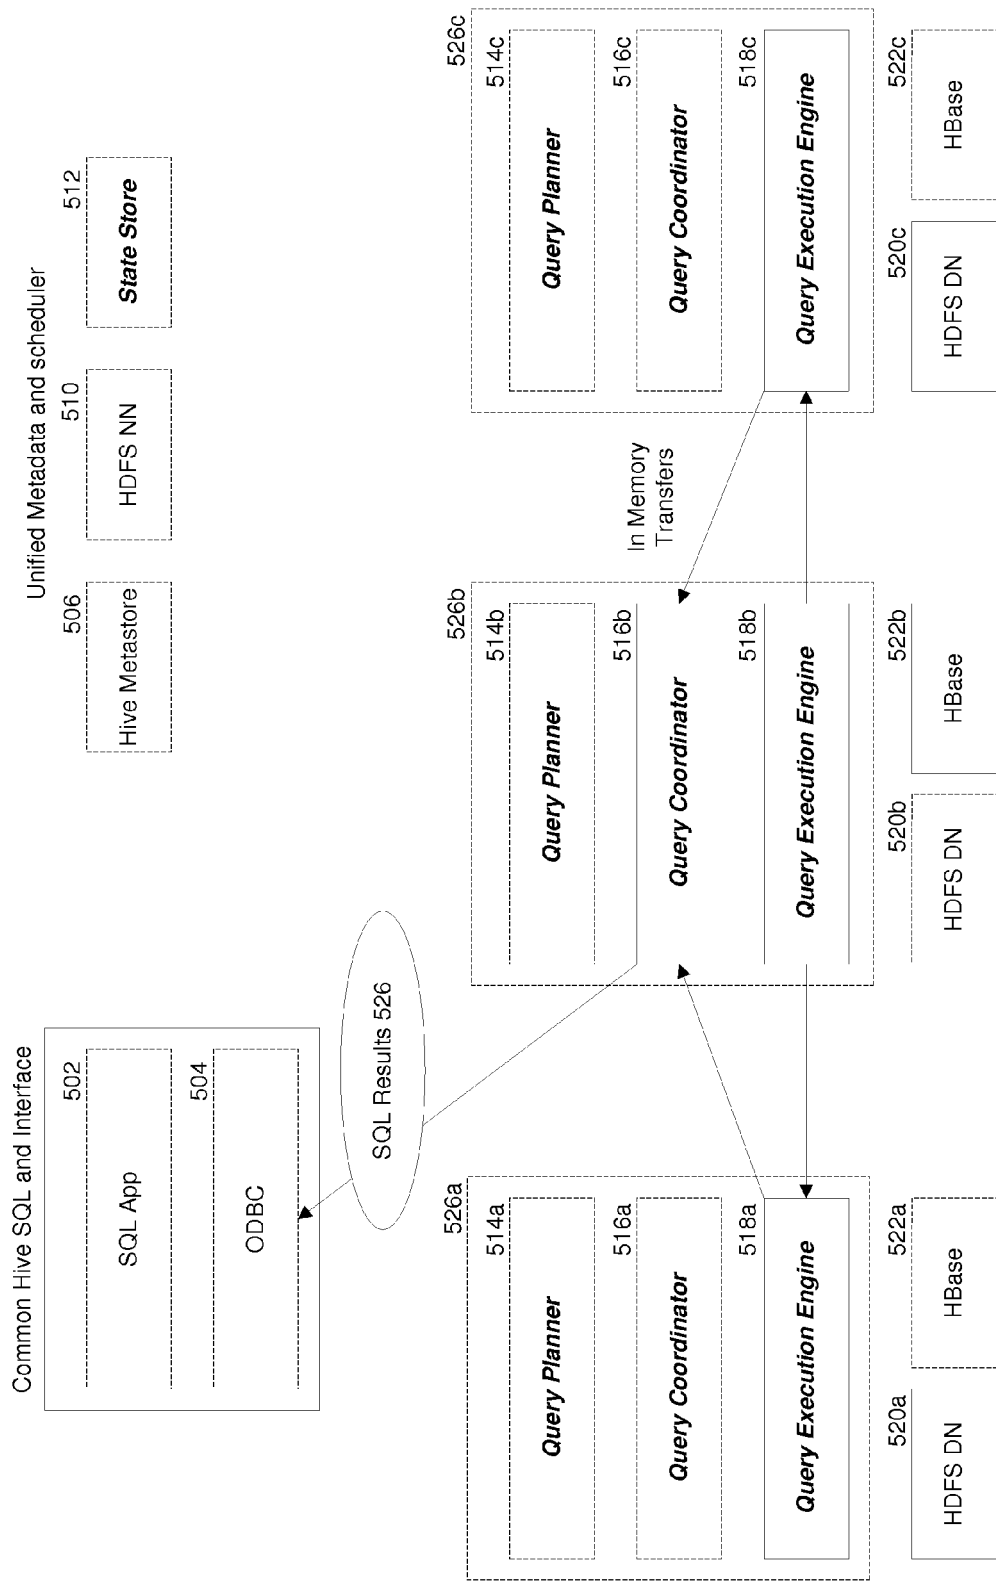 Common Hive SQL and Interface
502
SQL App
504
ODBC
Unified Metadata and scheduler
506
Hive Metastore
510
HDFS NN
512
State Store
SQL Results 526
526a
514a
Query Planner
516a
Query Coordinator
518a
Query Execution Engine
520a
HDFS DN
522a
HBase
526b
514b
Query Planner
516b
Query Coordinator
518b
Query Execution Engine
520b
HDFS DN
522b
HBase
In Memory
Transfers
526c
514c
Query Planner
516c
Query Coordinator
518c
Query Execution Engine
520c
HDFS DN
522c
HBase